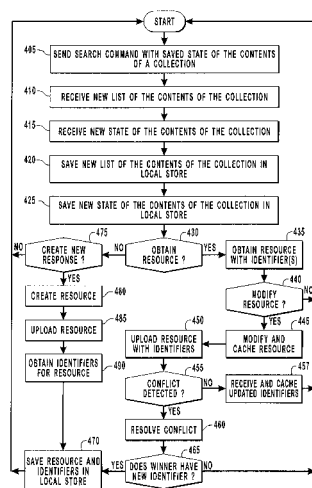 START
405
SEND SEARCH COMMAND WITH SAVED STATE OF THE CONTENTS
OF A COLLECTION
410
RECEIVE NEW LIST OF THE CONTENTS OF THE COLLECTION
415
RECEIVE NEW STATE OF THE CONTENTS OF THE COLLECTION
420
SAVE NEW LIST OF THE CONTENTS OF THE COLLECTION IN
LOCAL STORE
425
SAVE NEW STATE OF THE CONTENTS OF THE COLLECTION IN
LOCAL STORE
475
CREATE NEW
RESPONSE ?
NO
YES
430
OBTAIN
RESOURCE ?
NO
YES
435
OBTAIN RESOURCE
WITH IDENTIFIER(S)
440
MODIFY
RESOURCE ?
NO
YES
480
CREATE RESOURCE
485
UPLOAD RESOURCE
490
OBTAIN IDENTIFIERS
FOR RESOURCE
450
UPLOAD RESOURCE
WITH IDENTIFIERS
445
MODIFY AND
CACHE RESOURCE
455
CONFLICT
DETECTED ?
NO
YES
457
RECEIVE AND CACHE
UPDATED IDENTIFIERS
460
RESOLVE CONFLICT
465
DOES WINNER HAVE
NEW IDENTIFIER ?
YES
NO
470
SAVE RESOURCE AND
IDENTIFIERS IN
LOCAL STORE